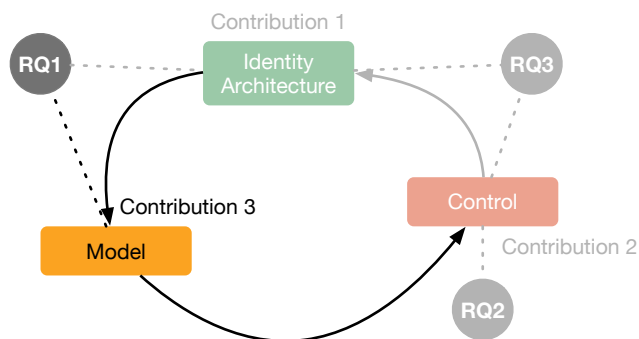 Contribution 1
RQ1
Identity
Architecture
RQ3
Contribution 3
Control
Model
Contribution 2
RQ2